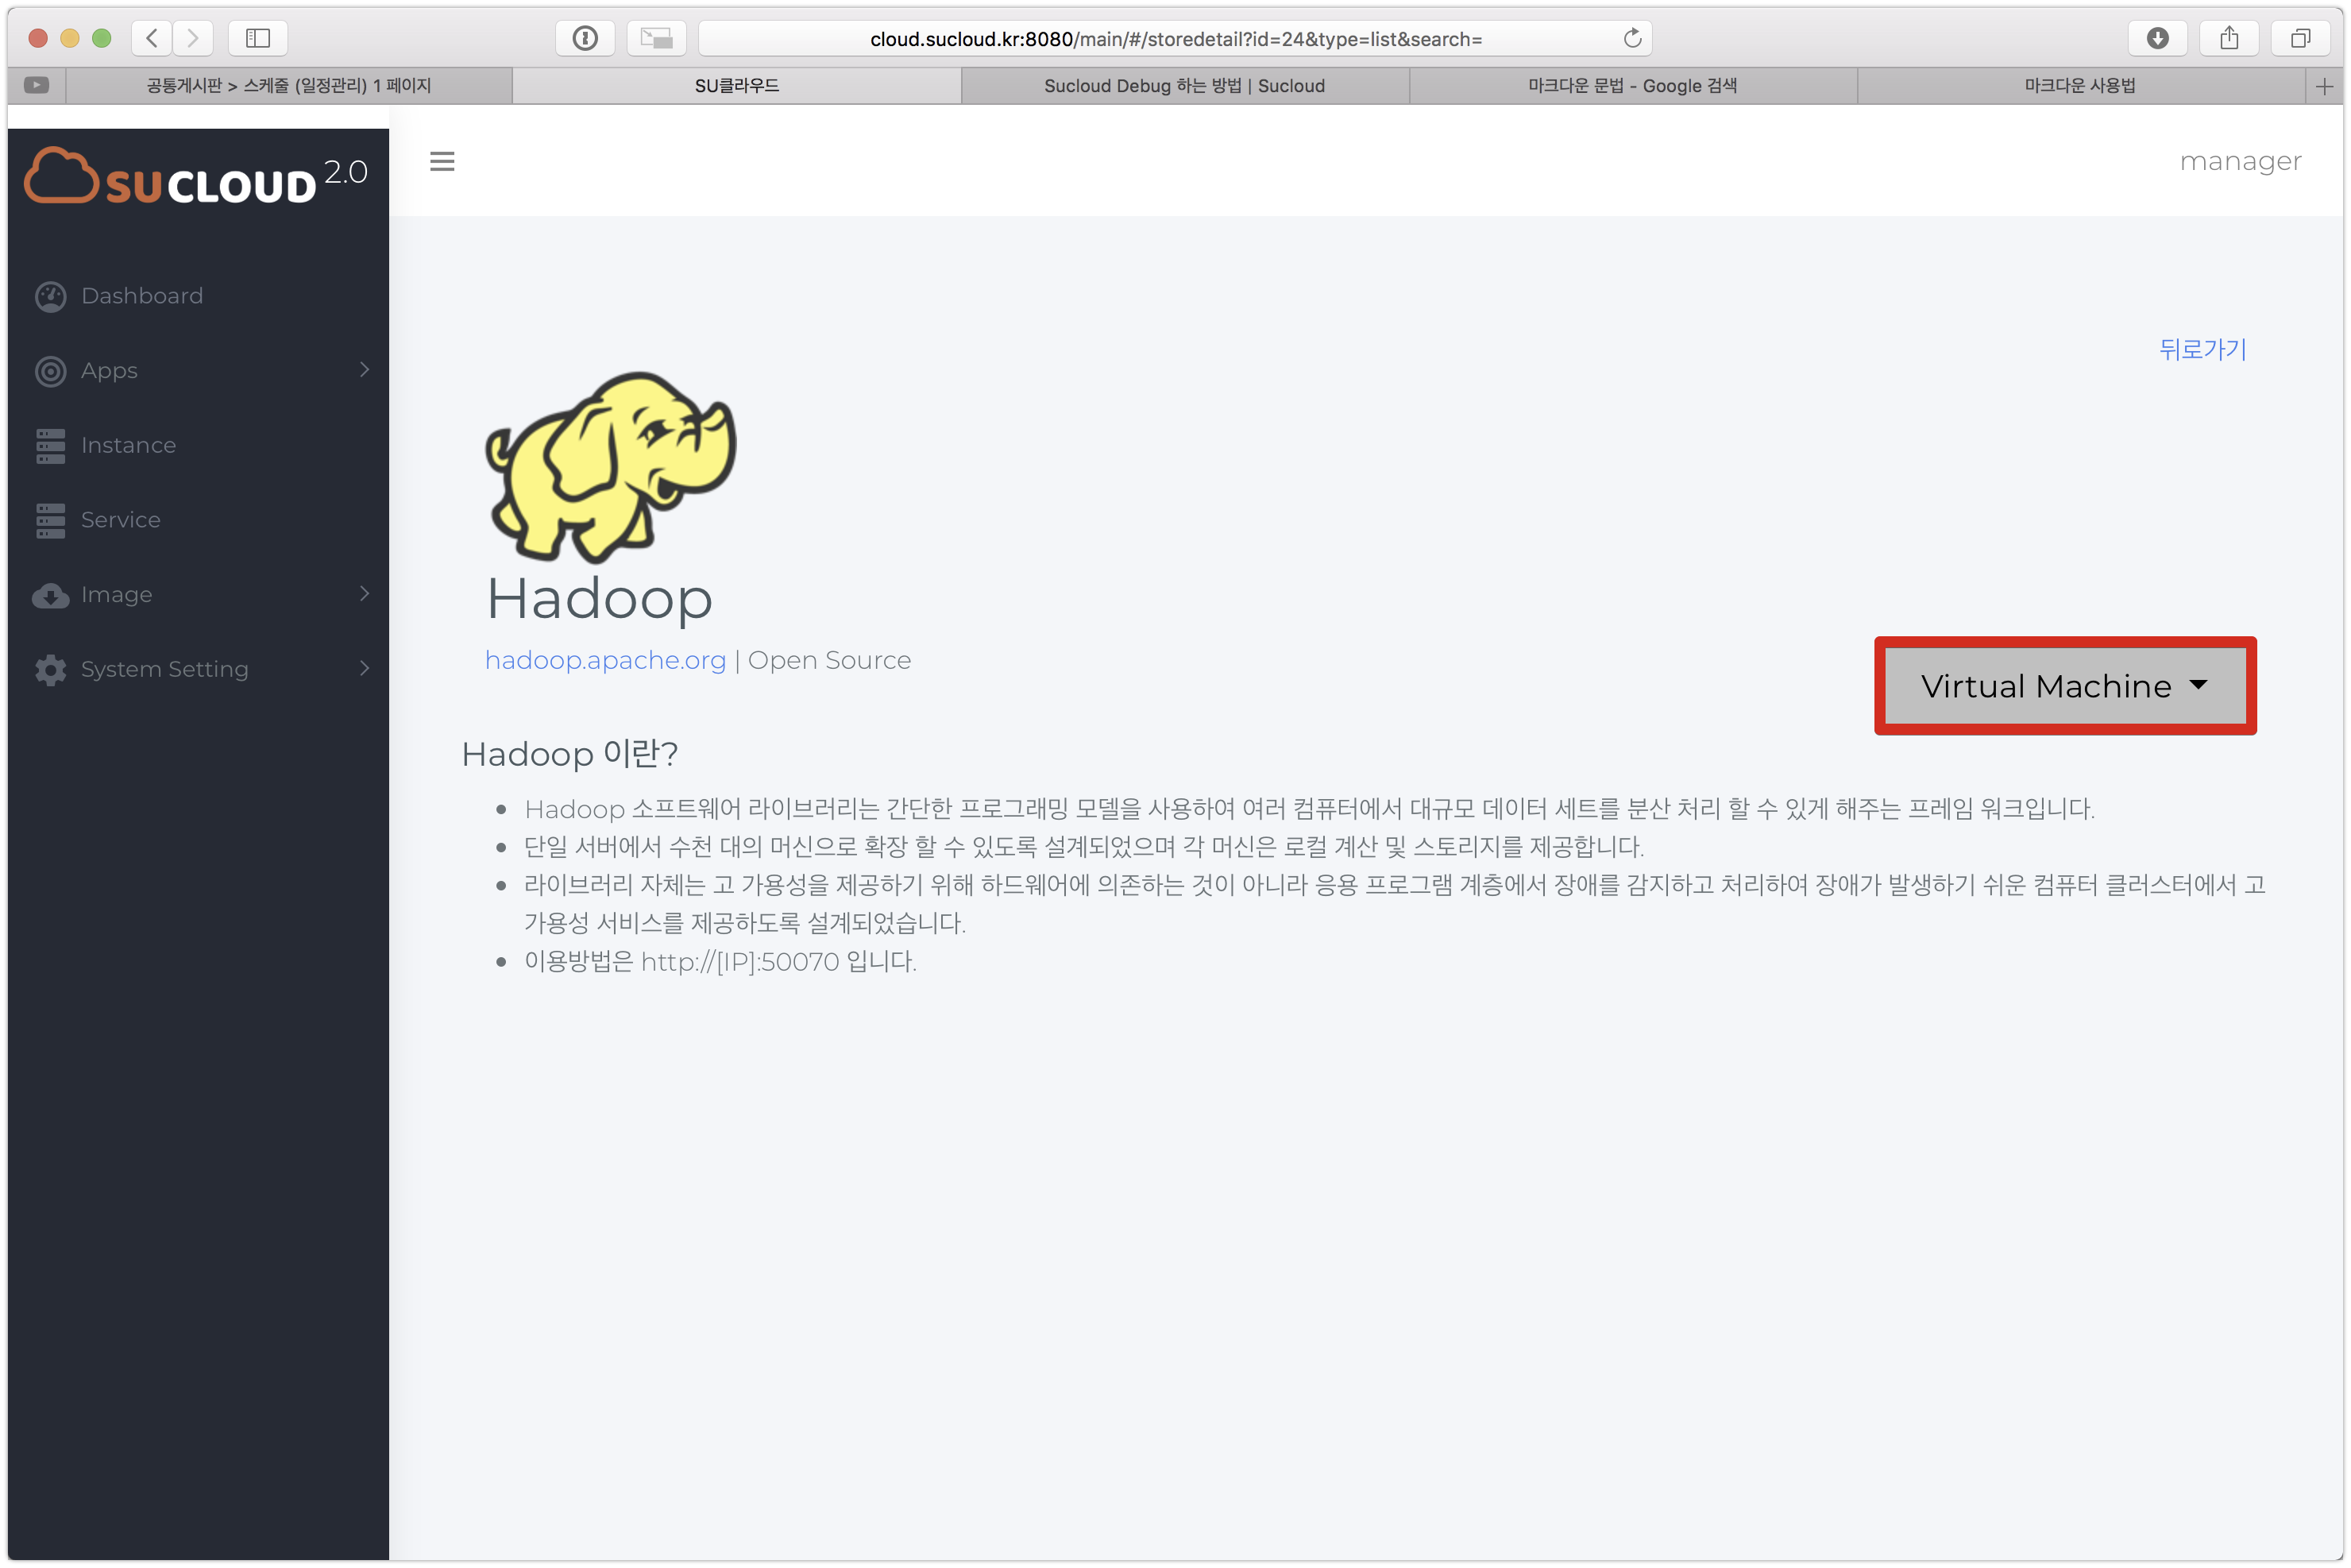 cloud.sucloud.kr:8080/main/#/storedetail?id=24&type=list&search=
공통게시판 > 스케줄 (일정관리) 1 페이지
SU클라우드
Sucloud Debug 하는 방법 | Sucloud
마크다운 문법 - Google 검색
마크다운 사용법
SUCLOUD 2.0
manager
Dashboard
Apps
Instance
Service
Image
System Setting
뒤로가기
Hadoop
hadoop.apache.org | Open Source
Virtual Machine
Hadoop 이란?
Hadoop 소프트웨어 라이브러리는 간단한 프로그래밍 모델을 사용하여 여러 컴퓨터에서 대규모 데이터 세트를 분산 처리 할 수 있게 해주는 프레임 워크입니다.
단일 서버에서 수천 대의 머신으로 확장 할 수 있도록 설계되었으며 각 머신은 로컬 계산 및 스토리지를 제공합니다.
라이브러리 자체는 고 가용성을 제공하기 위해 하드웨어에 의존하는 것이 아니라 응용 프로그램 계층에서 장애를 감지하고 처리하여 장애가 발생하기 쉬운 컴퓨터 클러스터에서 고
가용성 서비스를 제공하도록 설계되었습니다.
이용방법은 http://[IP]:50070 입니다.